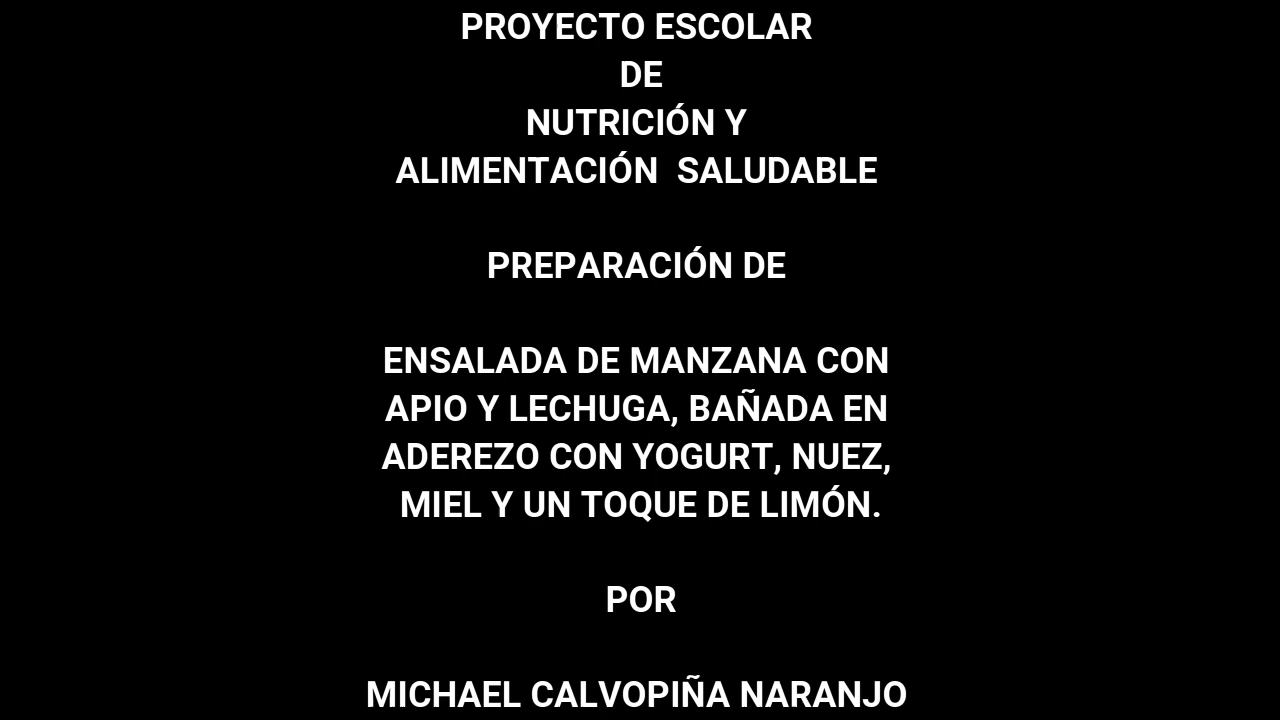 PROYECTO ESCOLAR
DE
NUTRICIÓN Y
ALIMENTACIÓN  SALUDABLE
PREPARACIÓN DE
ENSALADA DE MANZANA CON
APIO Y LECHUGA, BAÑADA EN
ADEREZO CON YOGURT, NUEZ,
MIEL Y UN TOQUE DE LIMÓN.
POR
MICHAEL CALVOPIÑA NARANJO